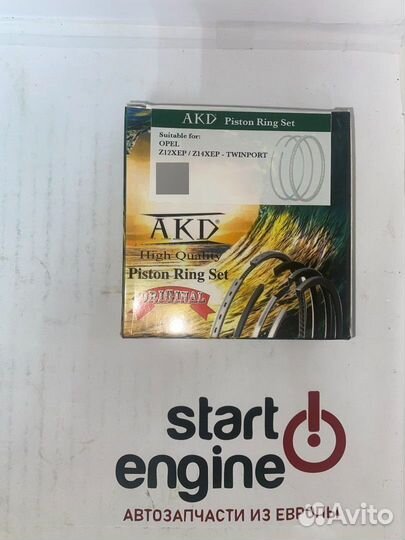 AKD Piston Ring Set
Suitable for:
OPEL
Z12XEP / Z14XEP - TWINPORT
AKD
High Quality
Piston Ring Set
ORIGINAL
start
engine
АВТОЗАПЧАСТИ ИЗ ЕВРОПЫ
Avito